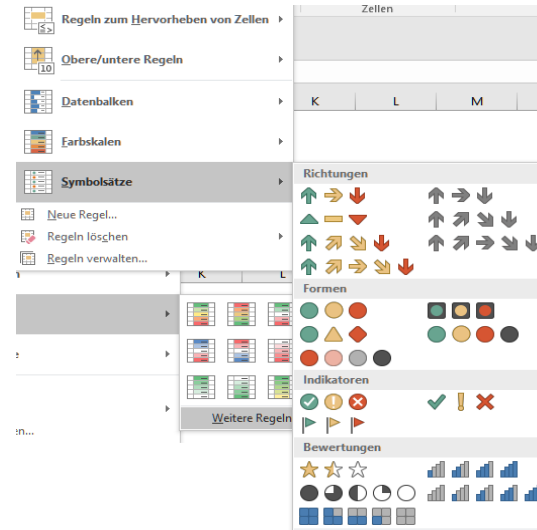 Zellen
Regeln zum Hervorheben von Zellen
Obere/untere Regeln
10
Datenbalken
K L M
Farbskalen
Symbolsätze
Richtungen
Neue Regel...
Regeln löschen
Regeln verwalten...
K L
Formen
Indikatoren
Weitere Regeln
en...
Bewertungen